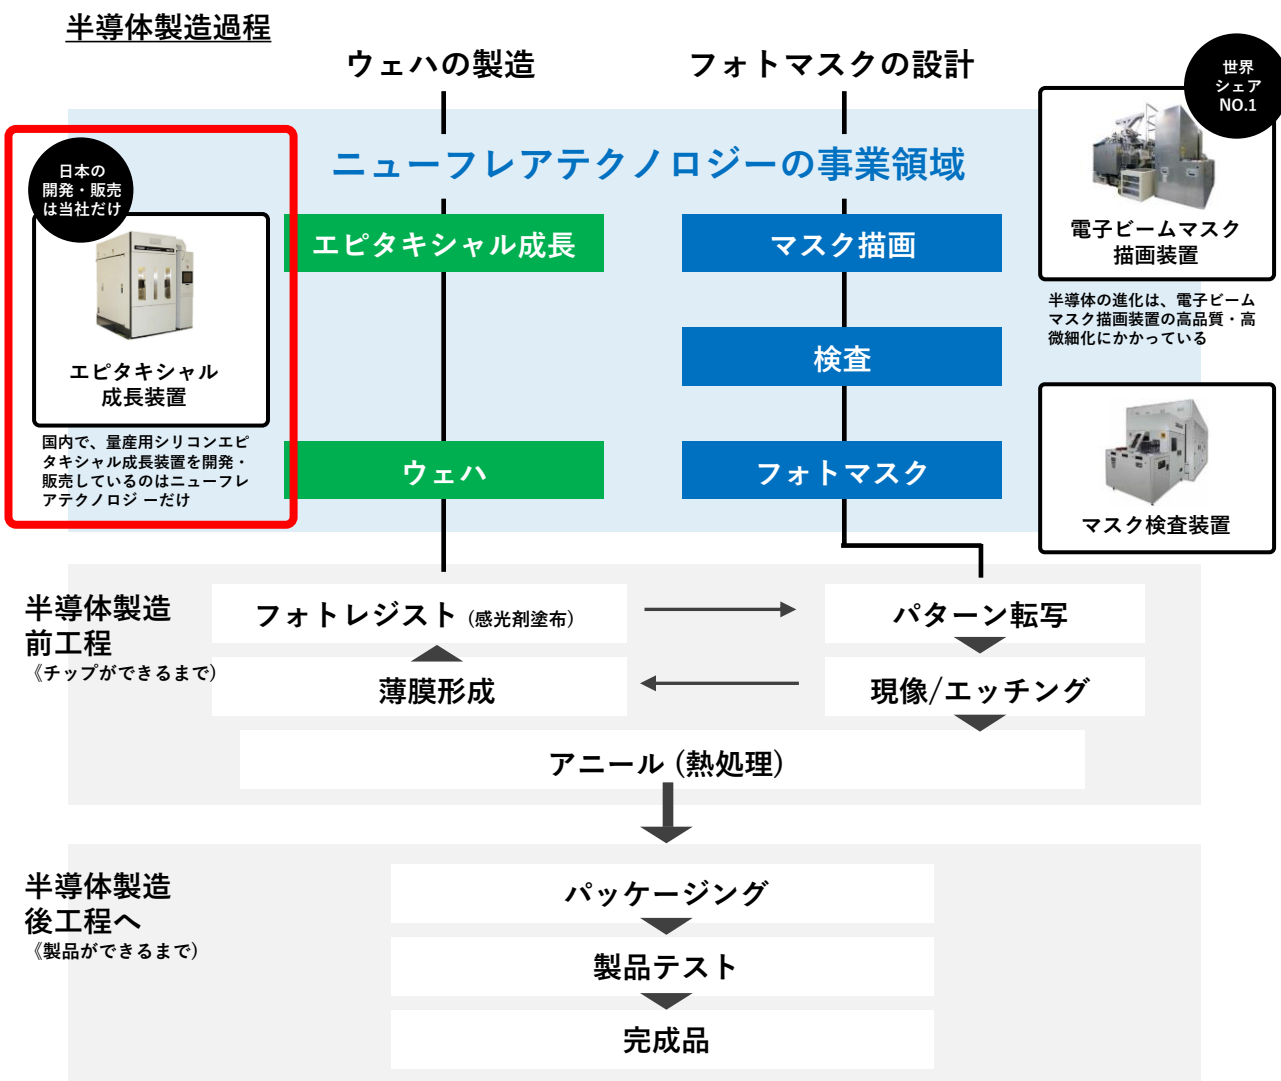 半導体製造過程
ウェハの製造
フォトマスクの設計
世界
シェア
NO.1
ニューフレアテクノロジーの事業領域
日本の
開発・販売
は当社だけ
エピタキシャル
成長装置
国内で、量産用シリコンエピ
タキシャル成長装置を開発・
販売しているのはニューフレ
アテクノロジ ーだけ
エピタキシャル成長
ウェハ
マスク描画
検査
フォトマスク
電子ビームマスク
描画装置
半導体の進化は、電子ビーム
マスク描画装置の高品質・高
微細化にかかっている
マスク検査装置
半導体製造
前工程
《チップができるまで》
フォトレジスト (感光剤塗布)
パターン転写
薄膜形成
現像/エッチング
アニール (熱処理)
半導体製造
後工程へ
《製品ができるまで》
パッケージング
製品テスト
完成品